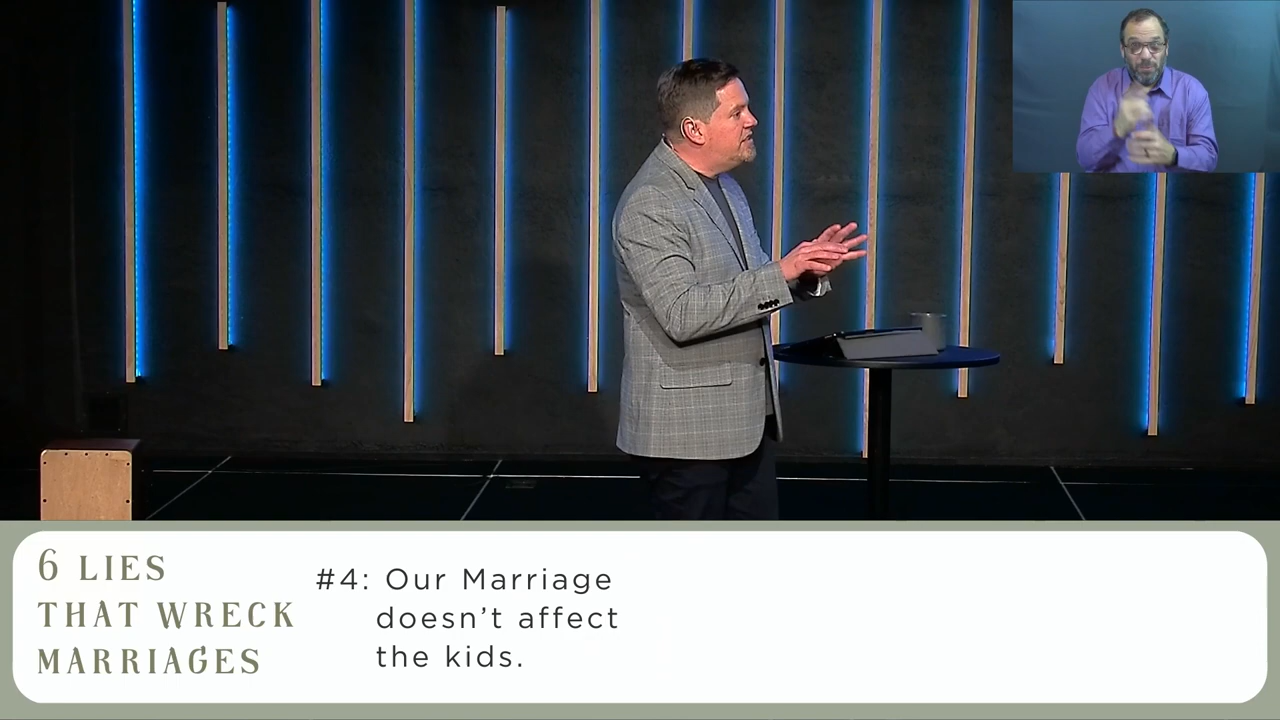 6 LIES
THAT WRECK
MARRIAGES
#4: Our Marriage
doesn't affect
the kids.